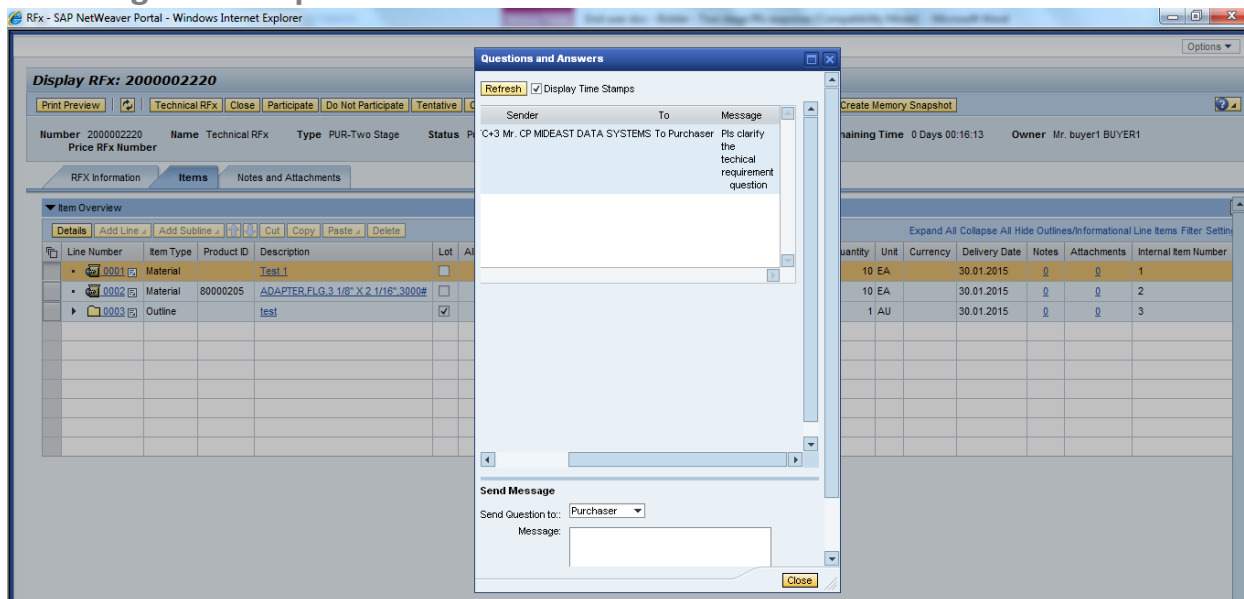 RFx - SAP NetWeaver Portal - Windows Internet Explorer
Options
Display RFx: 2000002220
Print Preview Technical RFx Close Participate Do Not Participate Tentative Create Memory Snapshot
Number 2000002220 Name Technical RFx Type PUR-Two Stage Status Remaining Time 0 Days 00:16:13 Owner Mr. buyer1 BUYER1
Price RFx Number
RFX Information Items Notes and Attachments
Item Overview
Details Add Line Add Subline Cut Copy Paste Delete Expand All Collapse All Hide Outlines/Informational Line Items Filter Settin
Line Number Item Type Product ID Description Lot Quantity Unit Currency Delivery Date Notes Attachments Internal Item Number
0001 Material Test 1 10 EA 30.01.2015 0 0 1
0002 Material 80000205 ADAPTER,FLG,3 1/8" X 2 1/16",3000# 10 EA 30.01.2015 0 0 2
0003 Outline test 1 AU 30.01.2015 0 0 3
Questions and Answers
Refresh Display Time Stamps
Sender To Message
C+3 Mr. CP MIDEAST DATA SYSTEMS To Purchaser Pls clarify
the
techical
requirement
question
Send Message
Send Question to:: Purchaser
Message:
Close